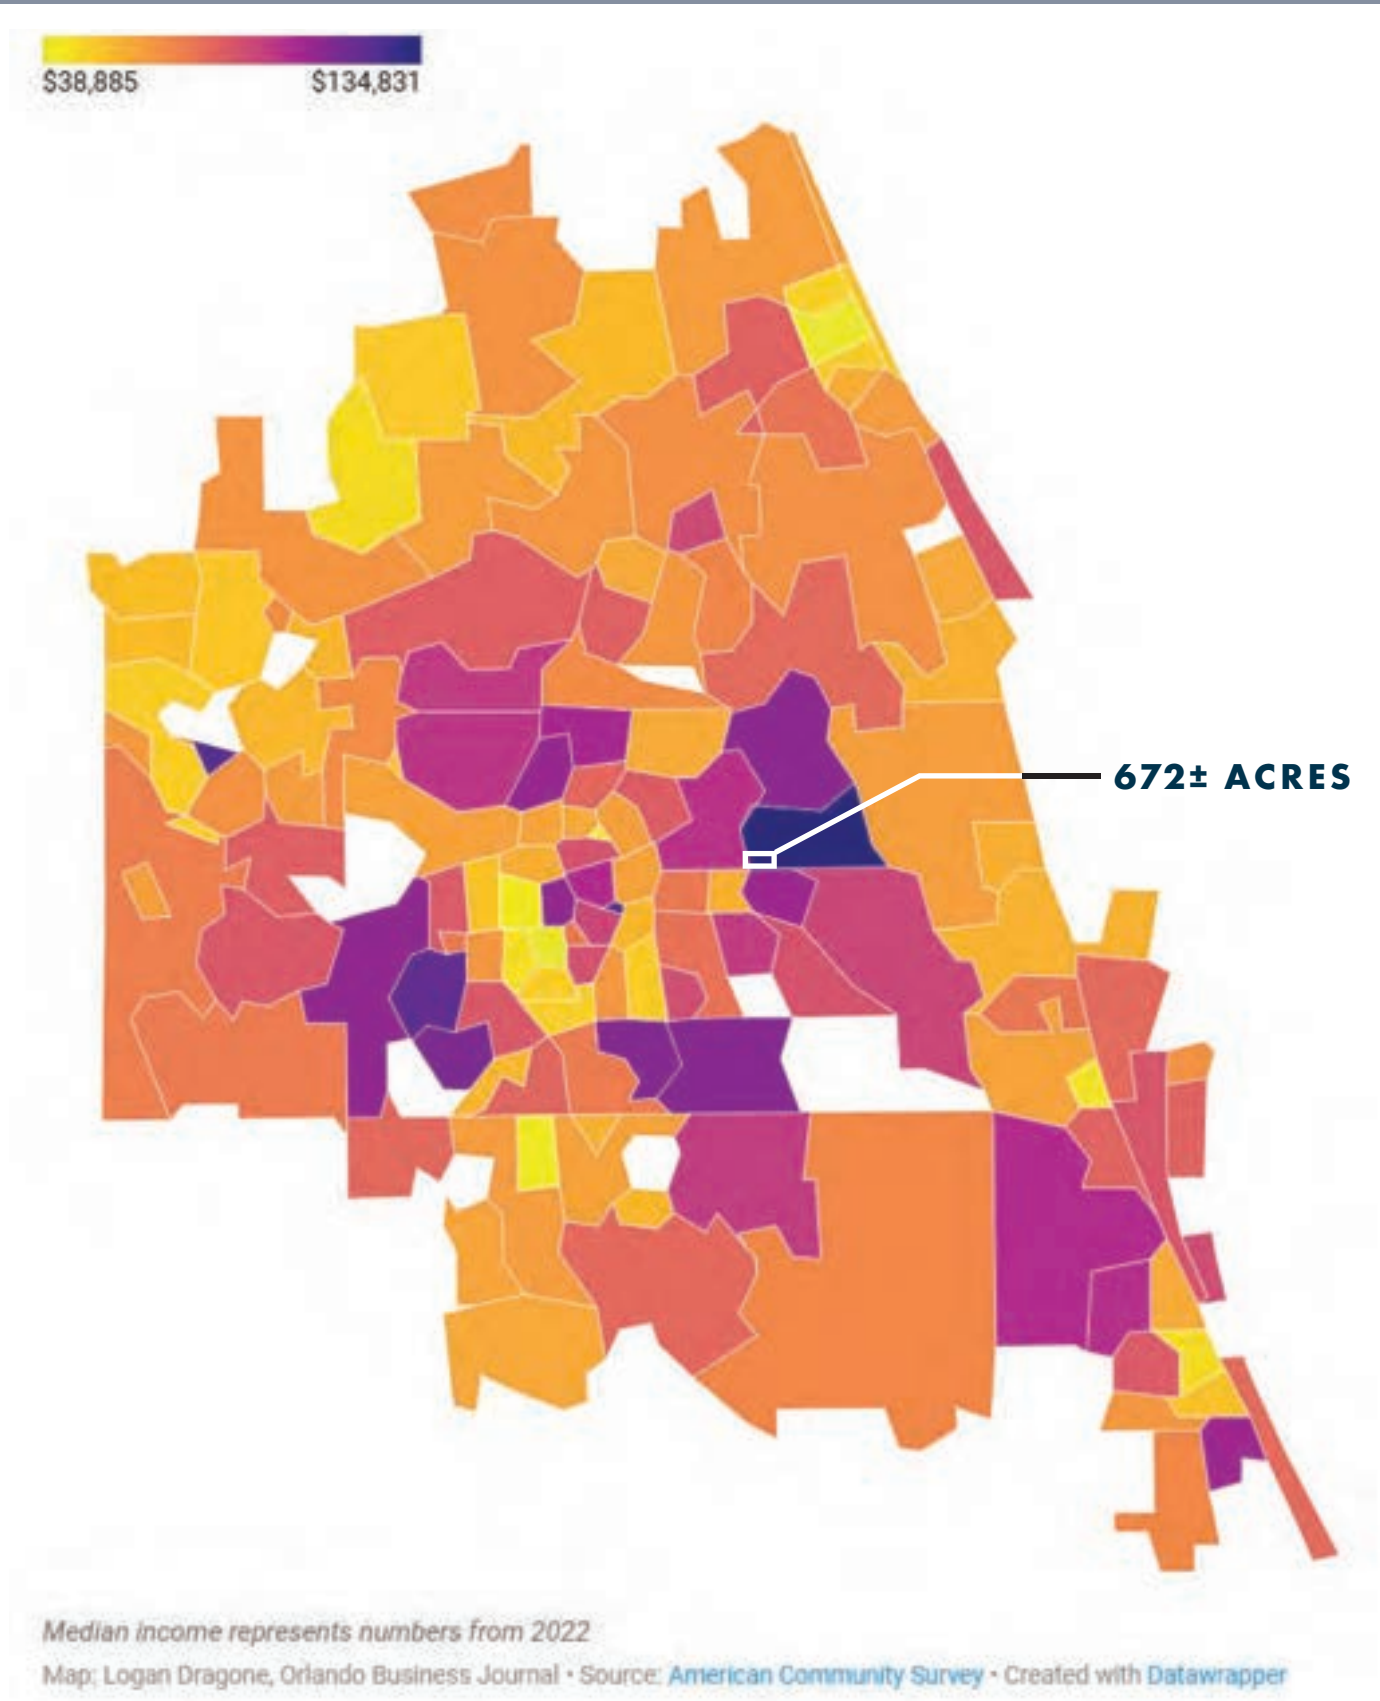 $38,885 $134,831
672± ACRES
Median income represents numbers from 2022
Map: Logan Dragone, Orlando Business Journal • Source: American Community Survey • Created with Datawrapper